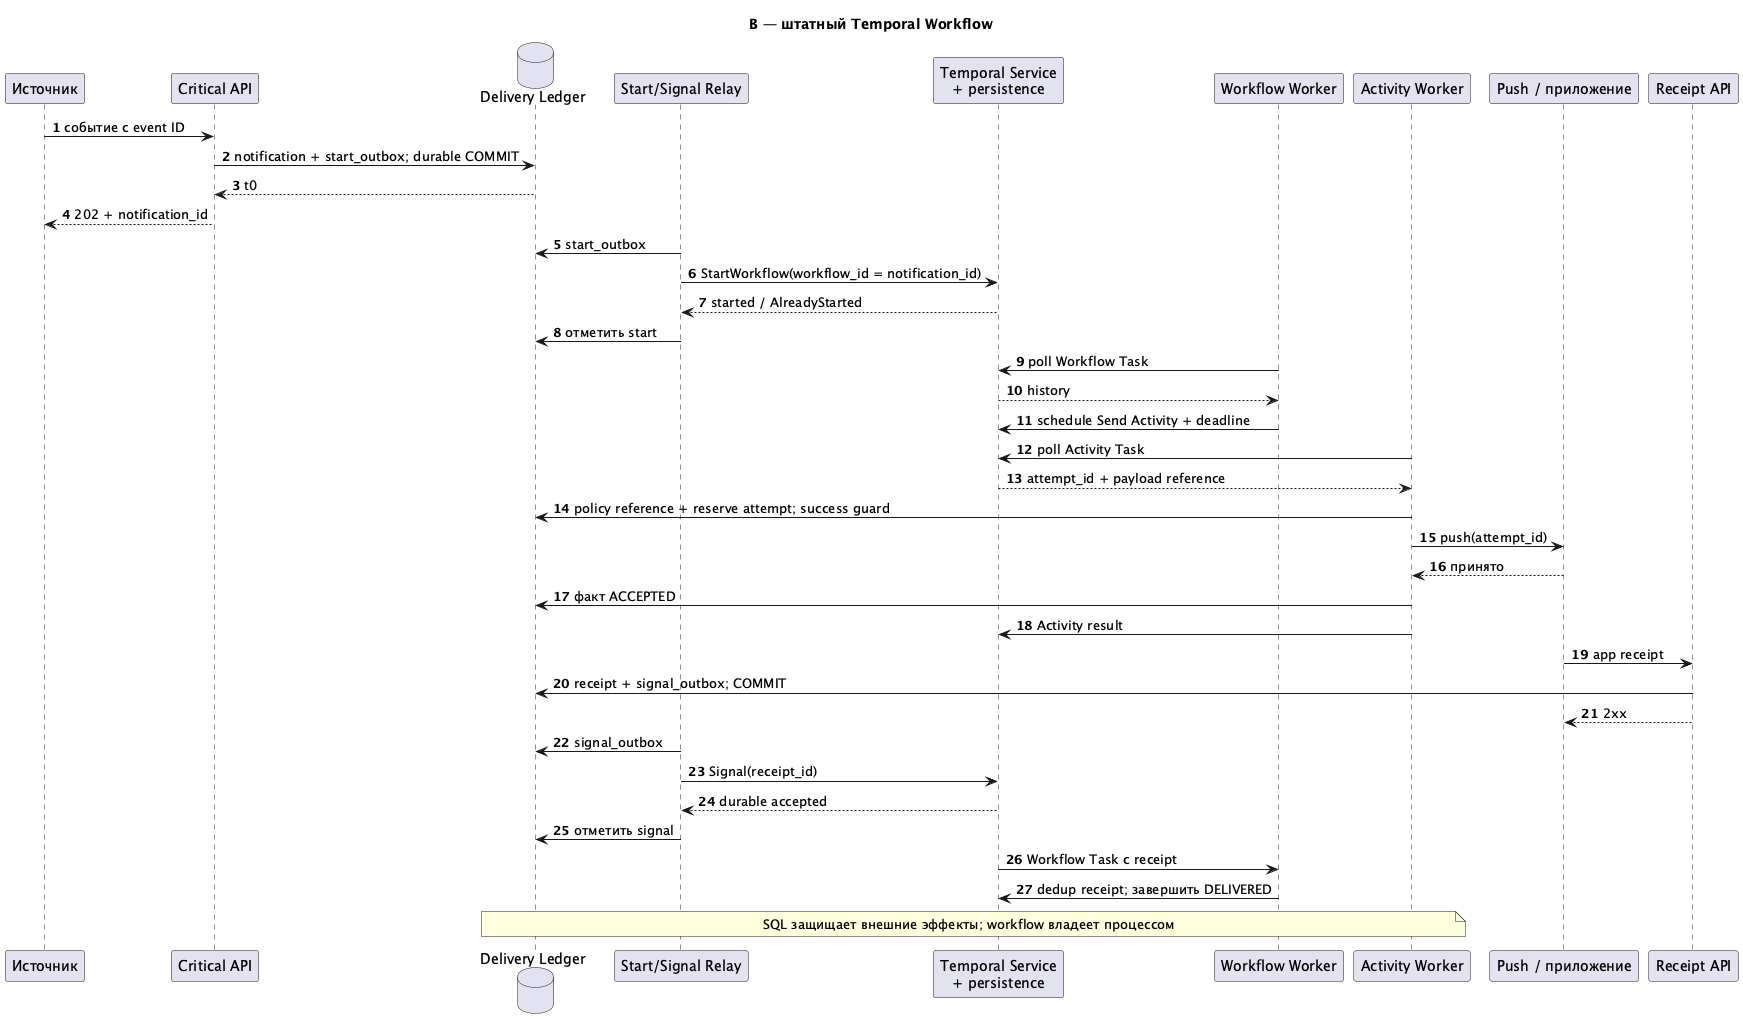 B — штатный Temporal Workflow
Источник
Critical API
Delivery Ledger
Start/Signal Relay
Temporal Service
+ persistence
Workflow Worker
Activity Worker
Push / приложение
Receipt API
1 событие с event ID
2 notification + start_outbox; durable COMMIT
3 t0
4 202 + notification_id
5 start_outbox
6 StartWorkflow(workflow_id = notification_id)
7 started / AlreadyStarted
8 отметить start
9 poll Workflow Task
10 history
11 schedule Send Activity + deadline
12 poll Activity Task
13 attempt_id + payload reference
14 policy reference + reserve attempt; success guard
15 push(attempt_id)
16 принято
17 факт ACCEPTED
18 Activity result
19 app receipt
20 receipt + signal_outbox; COMMIT
21 2xx
22 signal_outbox
23 Signal(receipt_id)
24 durable accepted
25 отметить signal
26 Workflow Task с receipt
27 dedup receipt; завершить DELIVERED
SQL защищает внешние эффекты; workflow владеет процессом
Источник
Critical API
Delivery Ledger
Start/Signal Relay
Temporal Service
+ persistence
Workflow Worker
Activity Worker
Push / приложение
Receipt API